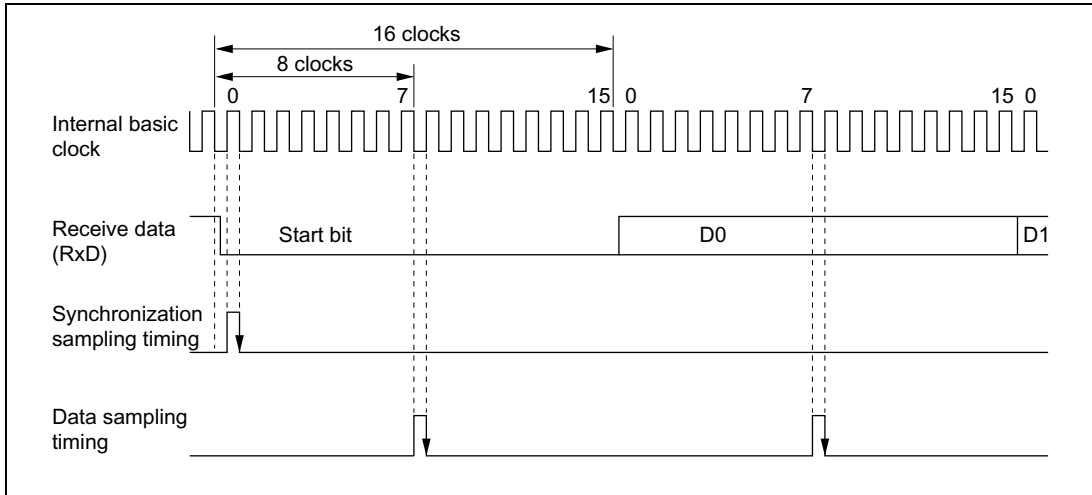 16 clocks
8 clocks
0 7 15 0 7 15 0
Internal basic
clock
Receive data
(RxD)
Start bit D0 D1
Synchronization
sampling timing
Data sampling
timing